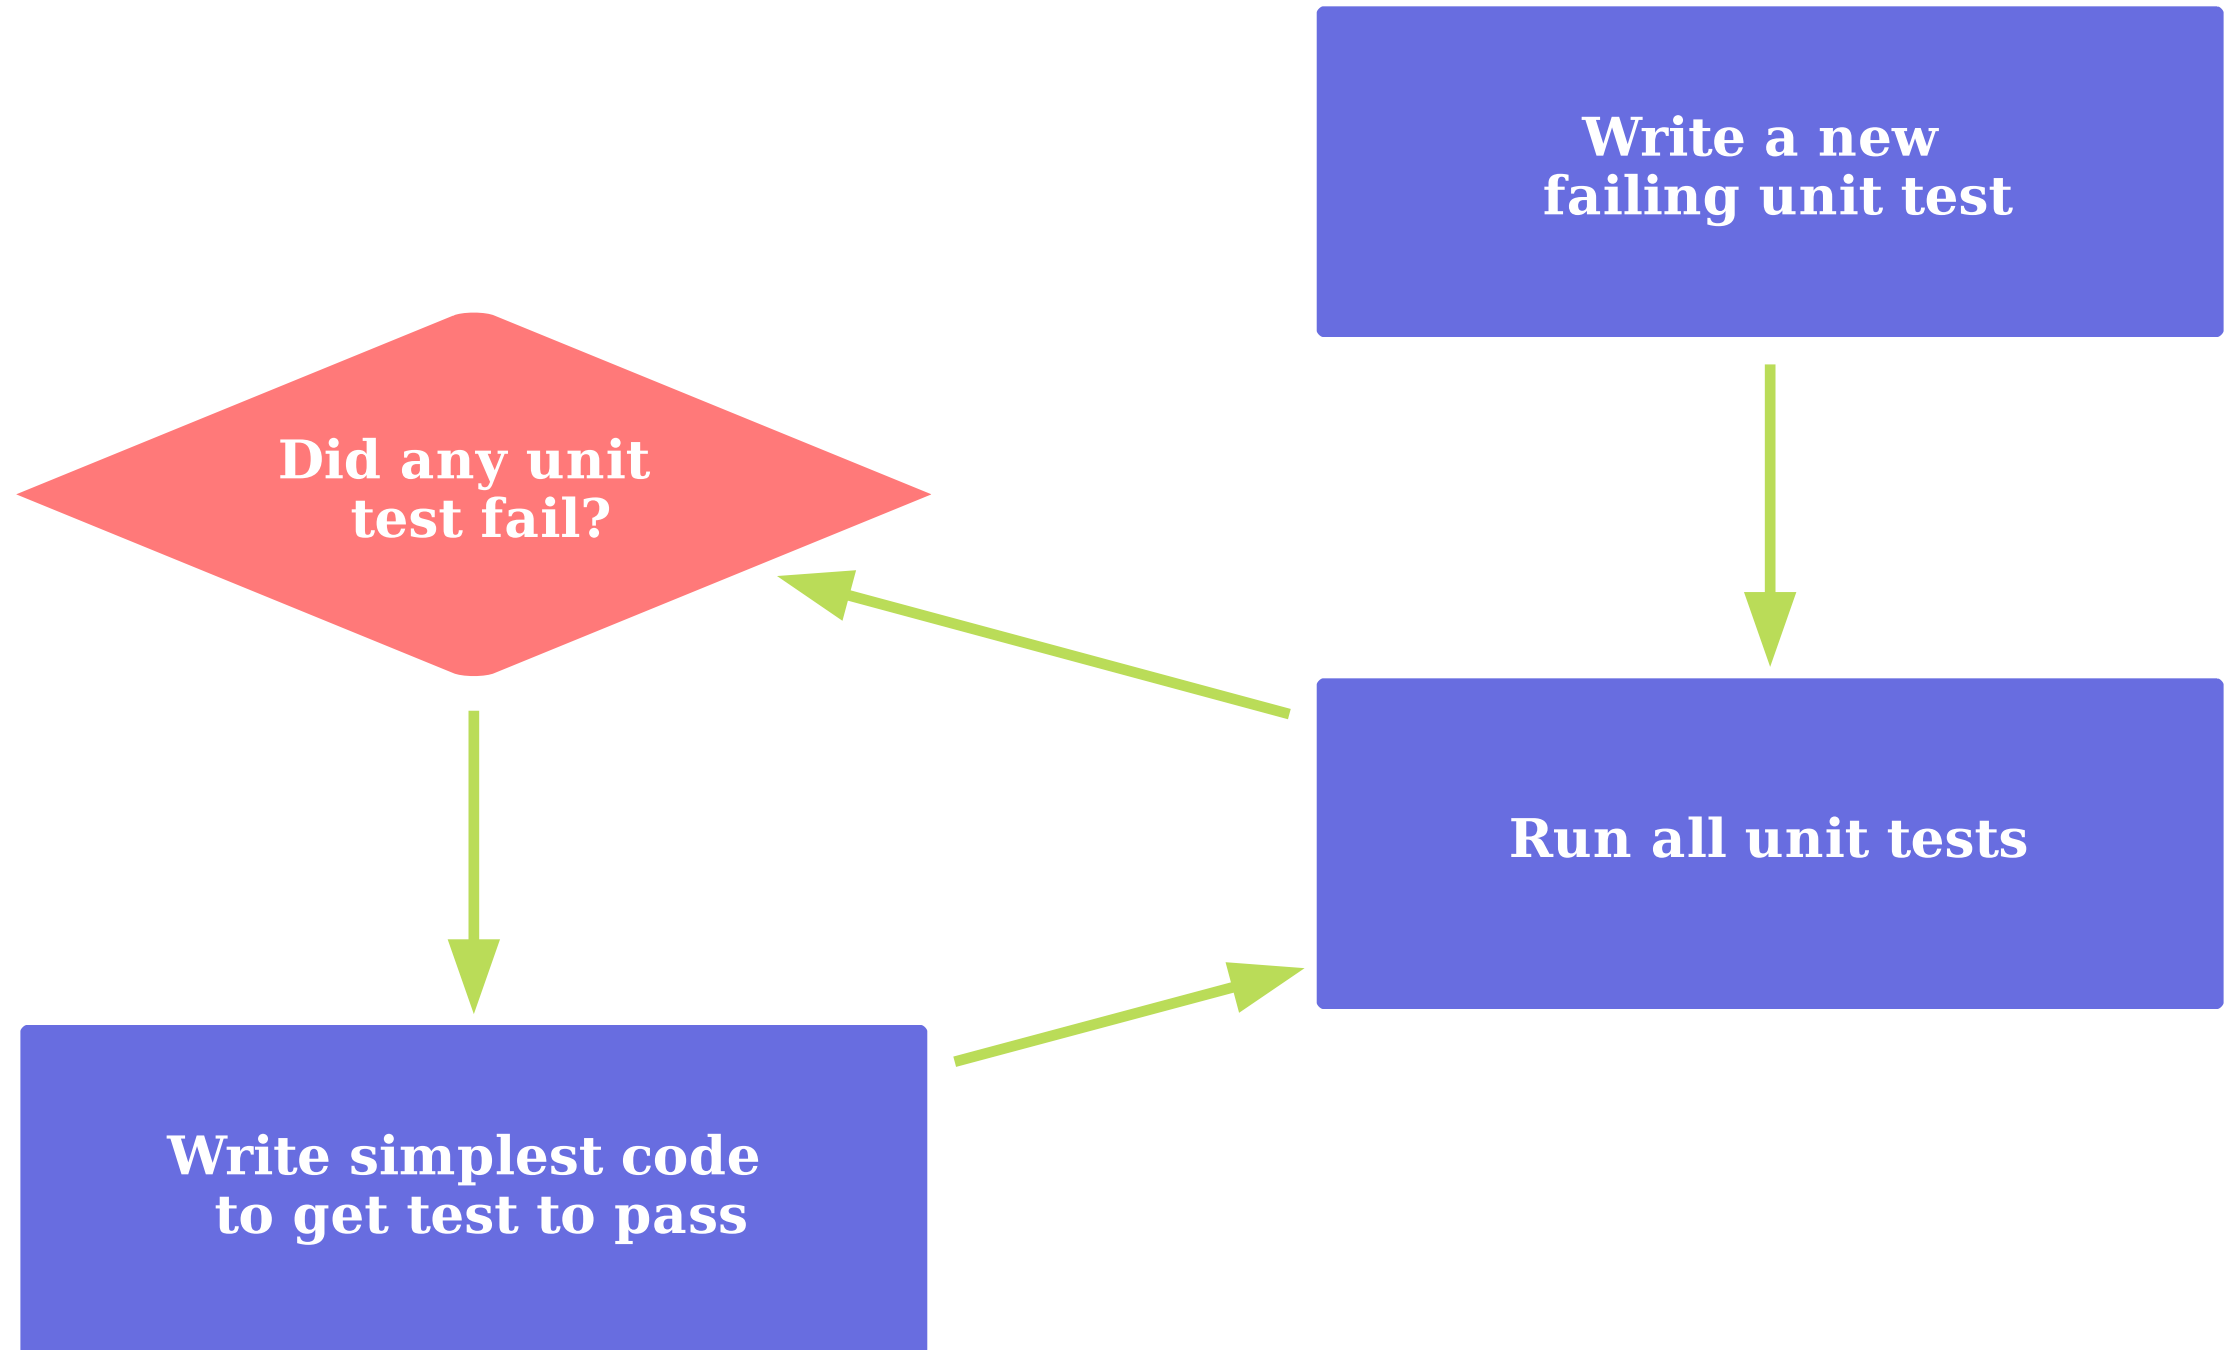 Write a new
failing unit test
Did any unit
test fail?
Run all unit tests
Write simplest code
to get test to pass